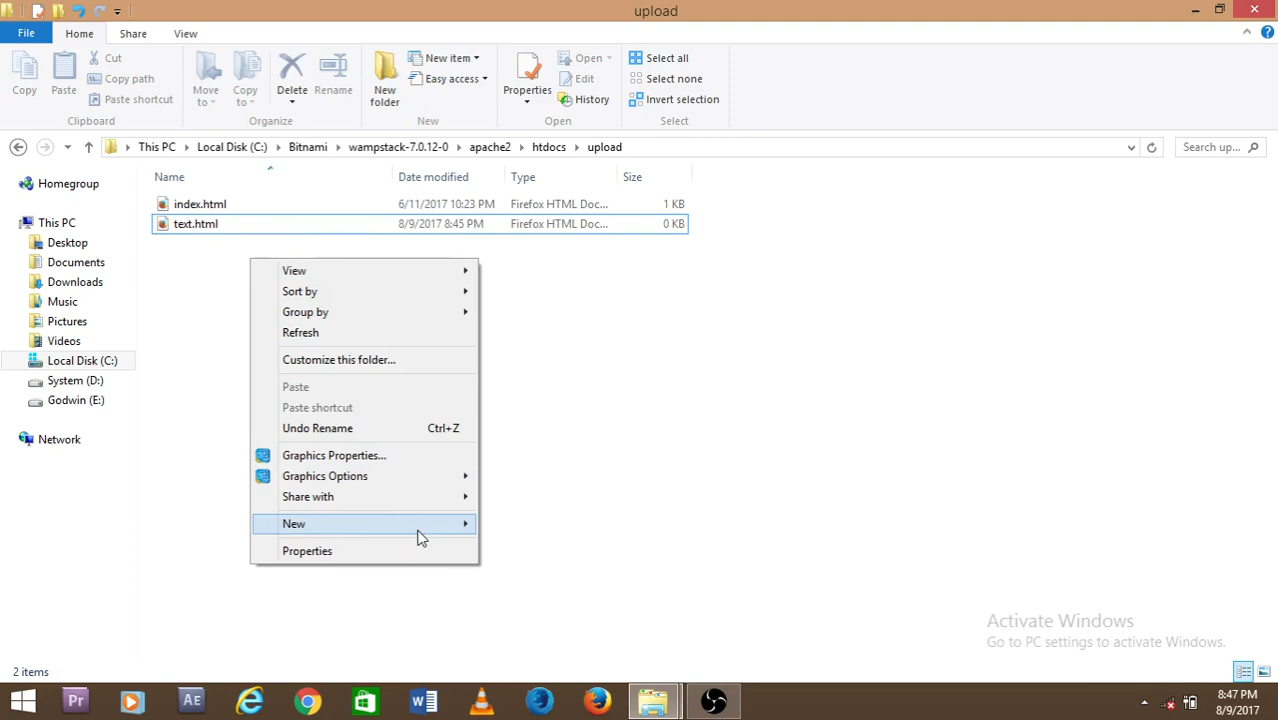 upload
File
Home
Share
View
Copy
Paste
Cut
Copy path
Paste shortcut
Clipboard
Move to
Copy to
Delete
Rename
Organize
New folder
New item
Easy access
New
Properties
Open
Edit
History
Open
Select all
Select none
Invert selection
Select
This PC
Local Disk (C:)
Bitnami
wampstack-7.0.12-0
apache2
htdocs
upload
Search up...
Name
Date modified
Type
Size
index.html
6/11/2017 10:23 PM
Firefox HTML Doc...
1 KB
text.html
8/9/2017 8:45 PM
Firefox HTML Doc...
0 KB
Homegroup
This PC
Desktop
Documents
Downloads
Music
Pictures
Videos
Local Disk (C:)
System (D:)
Godwin (E:)
Network
View
Sort by
Group by
Refresh
Customize this folder...
Paste
Paste shortcut
Undo Rename Ctrl+Z
Graphics Properties...
Graphics Options
Share with
New
Properties
Activate Windows
Go to PC settings to activate Windows.
2 items
Pr
AE
8:47 PM
8/9/2017